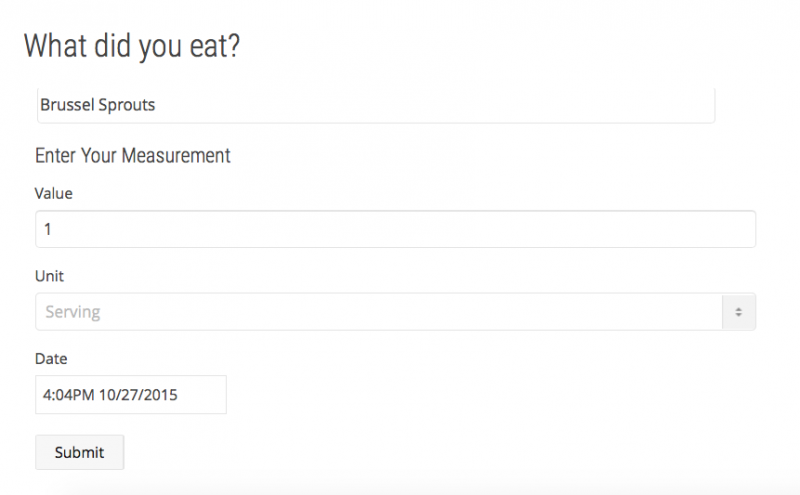 What did you eat?
Brussel Sprouts
Enter Your Measurement
Value
1
Unit
Serving
Date
4:04PM 10/27/2015
Submit